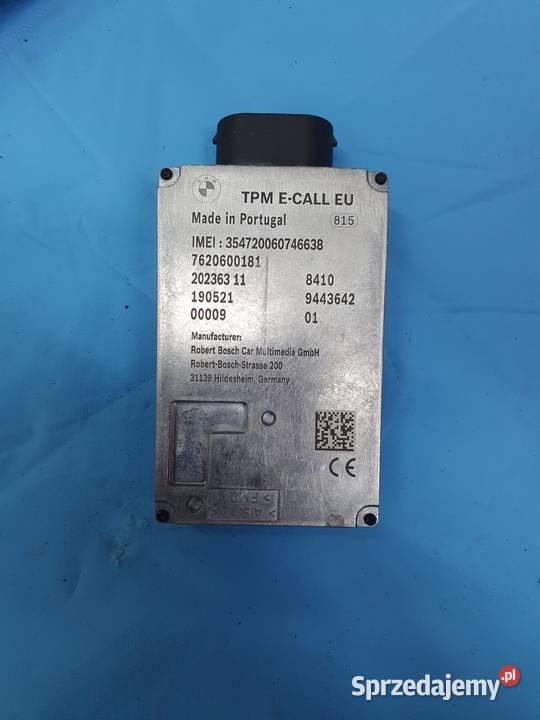 TPM E-CALL EU
Made in Portugal 815
IMEI : 354720060746638
7620600181
202363 11 8410
190521 9443642
00009 01
Manufacturer:
Robert Bosch Car Multimedia GmbH
Robert-Bosch-Strasse 200
31139 Hildesheim, Germany
CE
Sprzedajemy.pl